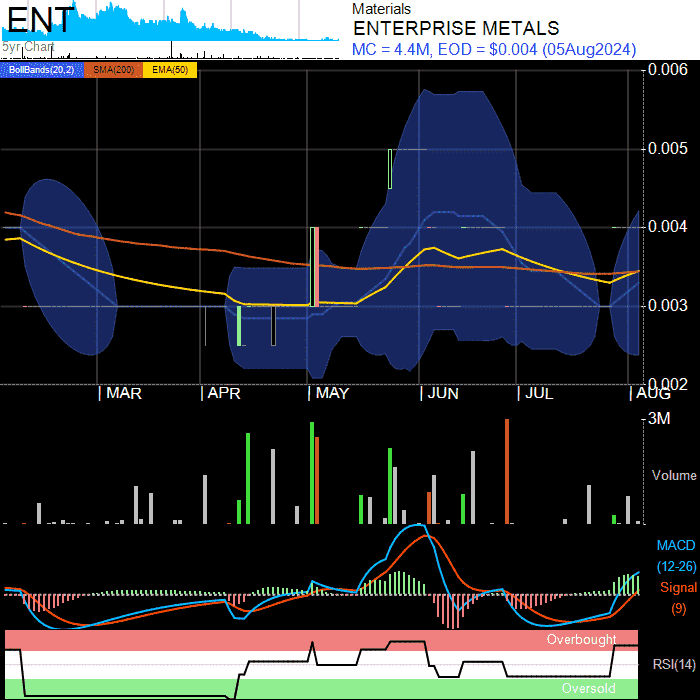 ENT
5yr Chart
Materials
ENTERPRISE METALS
MC = 4.4M, EOD = $0.004 (05Aug2024)
BollBands(20,2) SMA(200) EMA(50)
0.006
0.005
0.004
0.003
0.002
| MAR | APR | MAY | JUN | JUL | AUG
3M
Volume
MACD
(12-26)
Signal
(9)
Overbought
RSI(14)
Oversold